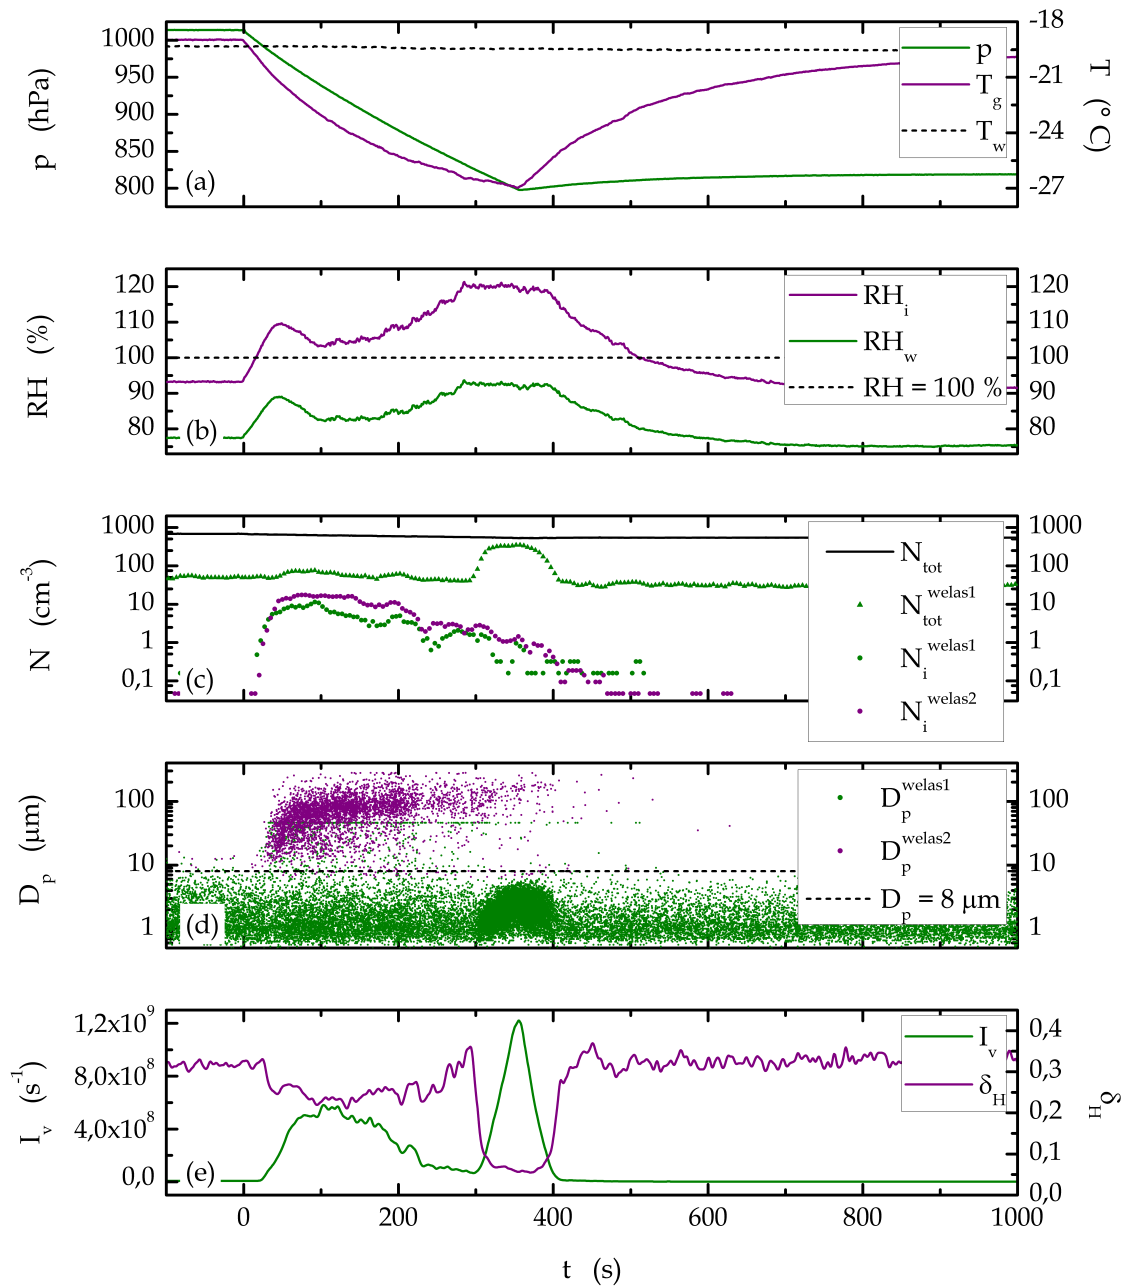 1000
950
900
850
800
p (hPa)
(a)
p
T_g
T_w
-18
-21
-24
-27
T (°C)
120
110
100
90
80
RH (%)
(b)
RH_i
RH_w
RH = 100 %
120
110
100
90
80
1000
100
10
1
0,1
N (cm^-3)
(c)
N_tot
N_tot^welas1
N_i^welas1
N_i^welas2
1000
100
10
1
0,1
100
10
1
D_p (μm)
(d)
D_p^welas1
D_p^welas2
D_p = 8 μm
100
10
1
1,2x10^9
8,0x10^8
4,0x10^8
0,0
I_v (s^-1)
(e)
I_v
δ_H
0,4
0,3
0,2
0,1
0,0
δ_H
0 200 400 600 800 1000
t (s)